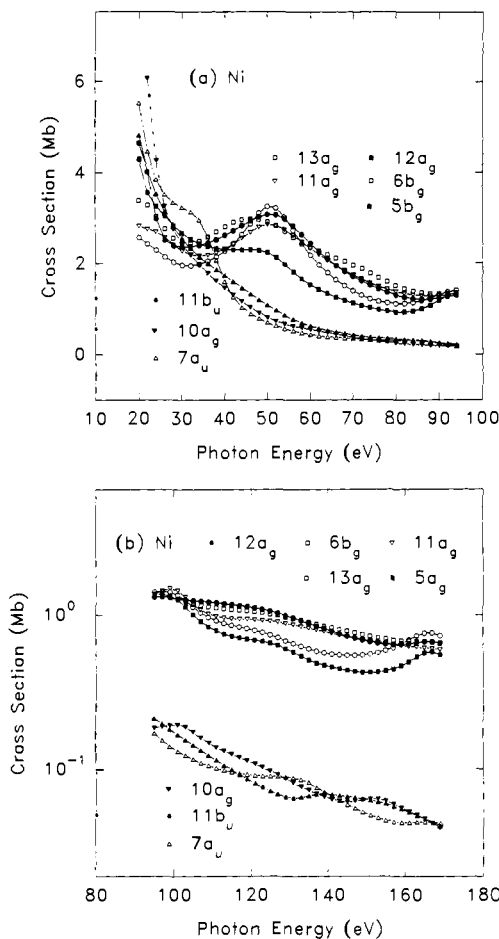 (a) Ni
13a_g 12a_g
11a_g 6b_g
5b_g
11b_u
10a_g
7a_u
Cross Section (Mb)
6
4
2
0
10 20 30 40 50 60 70 80 90 100
Photon Energy (eV)
(b) Ni 12a_g 6b_g 11a_g
13a_g 5a_g
Cross Section (Mb)
10^0
10^-1
10a_g
11b_u
7a_u
80 100 120 140 160 180
Photon Energy (eV)